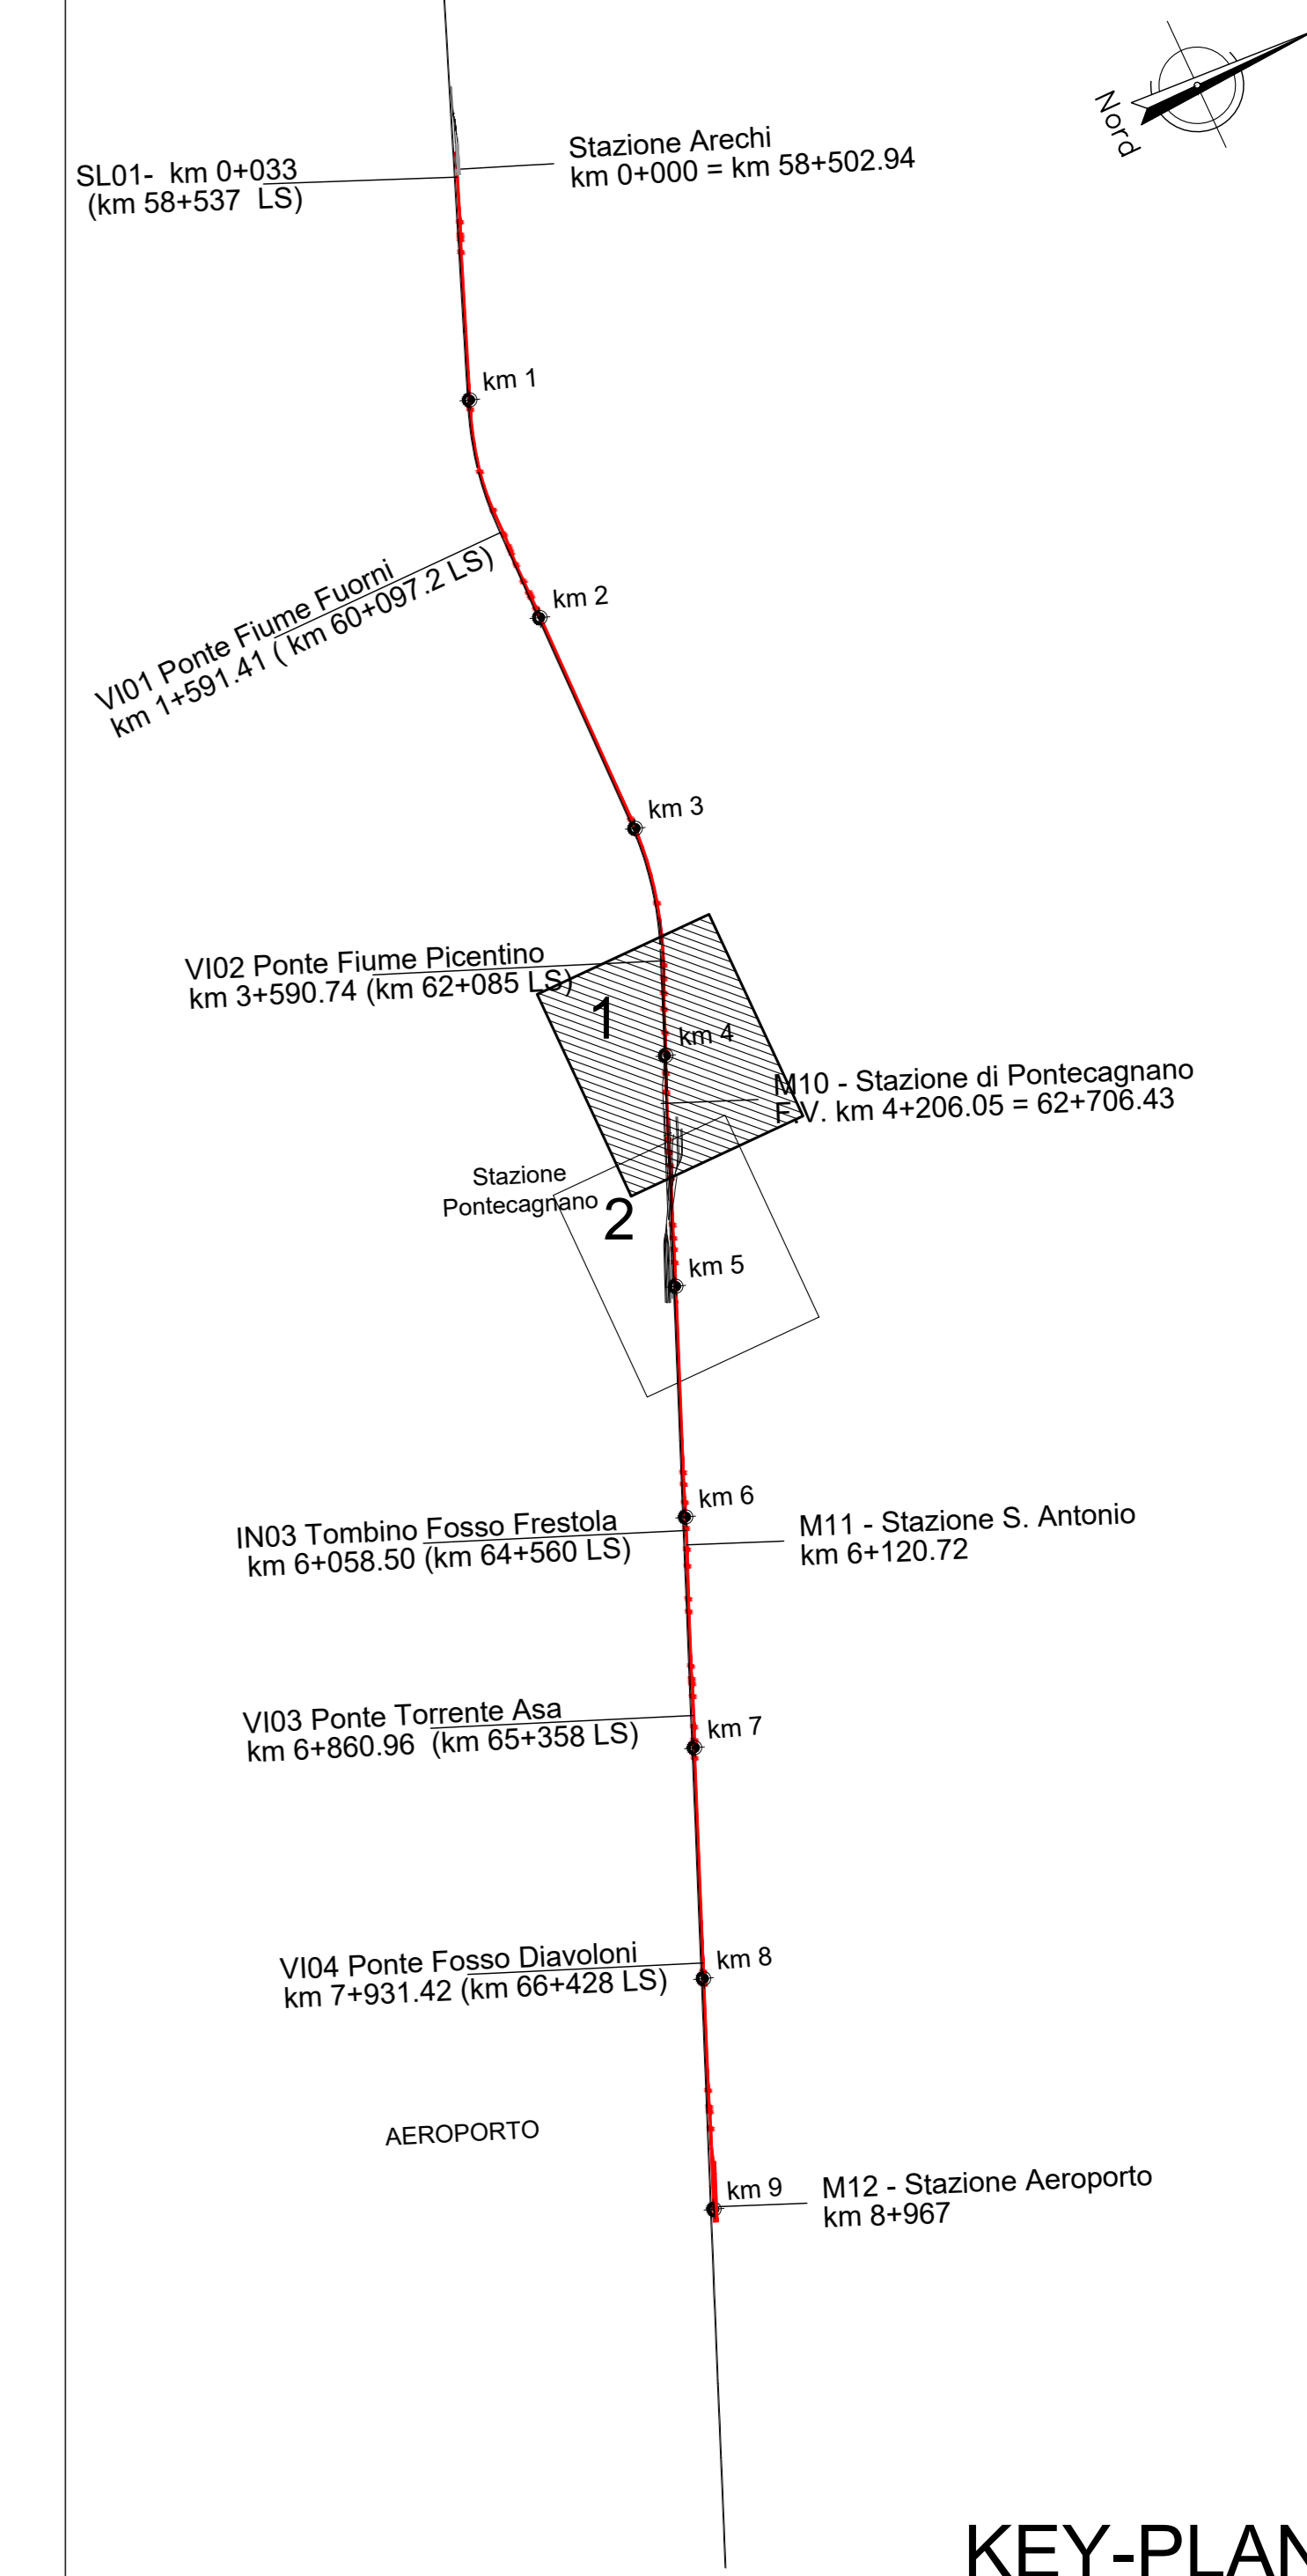 Nord
Stazione Arechi
km 0+000 = km 58+502.94
SL01-  km 0+033
(km 58+537  LS)
km 1
VI01 Ponte Fiume Fuorni
km 1+591.41 ( km 60+097.2 LS)
km 2
km 3
VI02 Ponte Fiume Picentino
km 3+590.74 (km 62+085 LS)
1
km 4
M10 - Stazione di Pontecagnano
F.V. km 4+206.05 = 62+706.43
Stazione
Pontecagnano
2
km 5
km 6
IN03 Tombino Fosso Frestola
km 6+058.50 (km 64+560 LS)
M11 - Stazione S. Antonio
km 6+120.72
VI03 Ponte Torrente Asa
km 6+860.96  (km 65+358 LS)
km 7
VI04 Ponte Fosso Diavoloni
km 7+931.42 (km 66+428 LS)
km 8
AEROPORTO
km 9
M12 - Stazione Aeroporto
km 8+967
KEY-PLAN